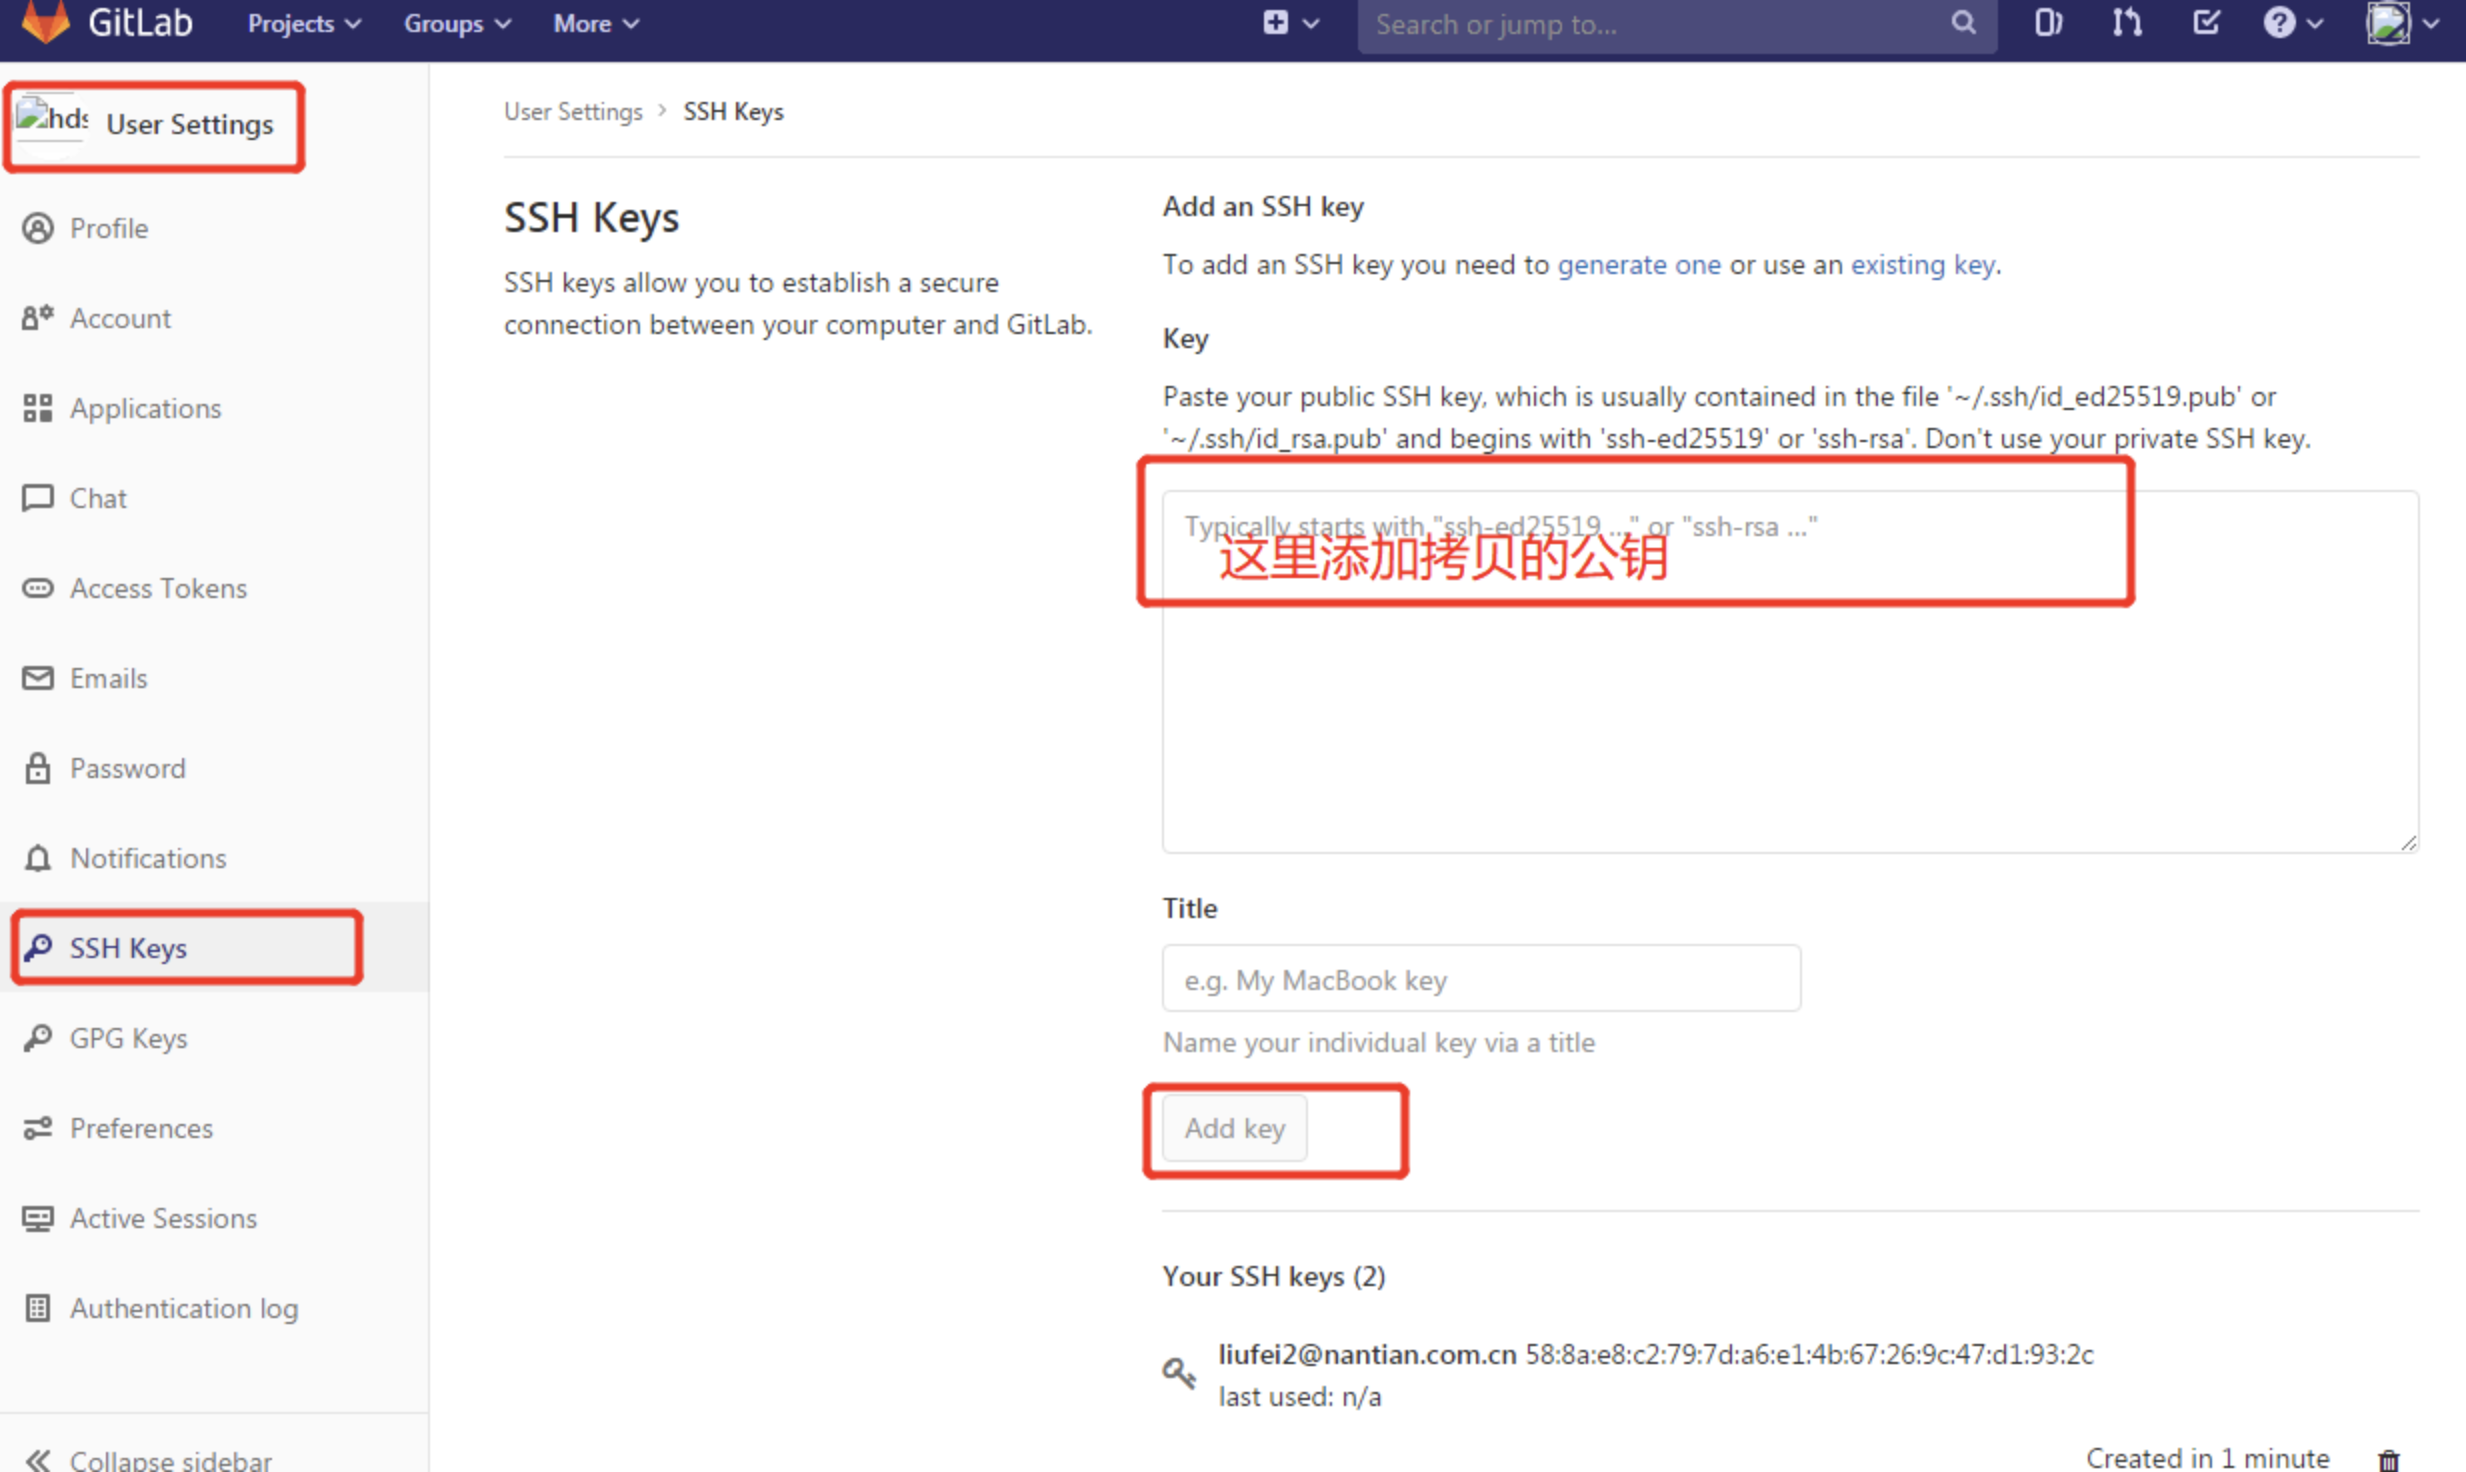 GitLab Projects Groups More Search or jump to...
hds User Settings
Profile
Account
Applications
Chat
Access Tokens
Emails
Password
Notifications
SSH Keys
GPG Keys
Preferences
Active Sessions
Authentication log
Collapse sidebar
User Settings > SSH Keys
SSH Keys
SSH keys allow you to establish a secure
connection between your computer and GitLab.
Add an SSH key
To add an SSH key you need to generate one or use an existing key.
Key
Paste your public SSH key, which is usually contained in the file '~/.ssh/id_ed25519.pub' or
'~/.ssh/id_rsa.pub' and begins with 'ssh-ed25519' or 'ssh-rsa'. Don't use your private SSH key.
Typically starts with "ssh-ed25519 ..." or "ssh-rsa ..."
这里添加拷贝的公钥
Title
e.g. My MacBook key
Name your individual key via a title
Add key
Your SSH keys (2)
liufei2@nantian.com.cn 58:8a:e8:c2:79:7d:a6:e1:4b:67:26:9c:47:d1:93:2c
last used: n/a
Created in 1 minute